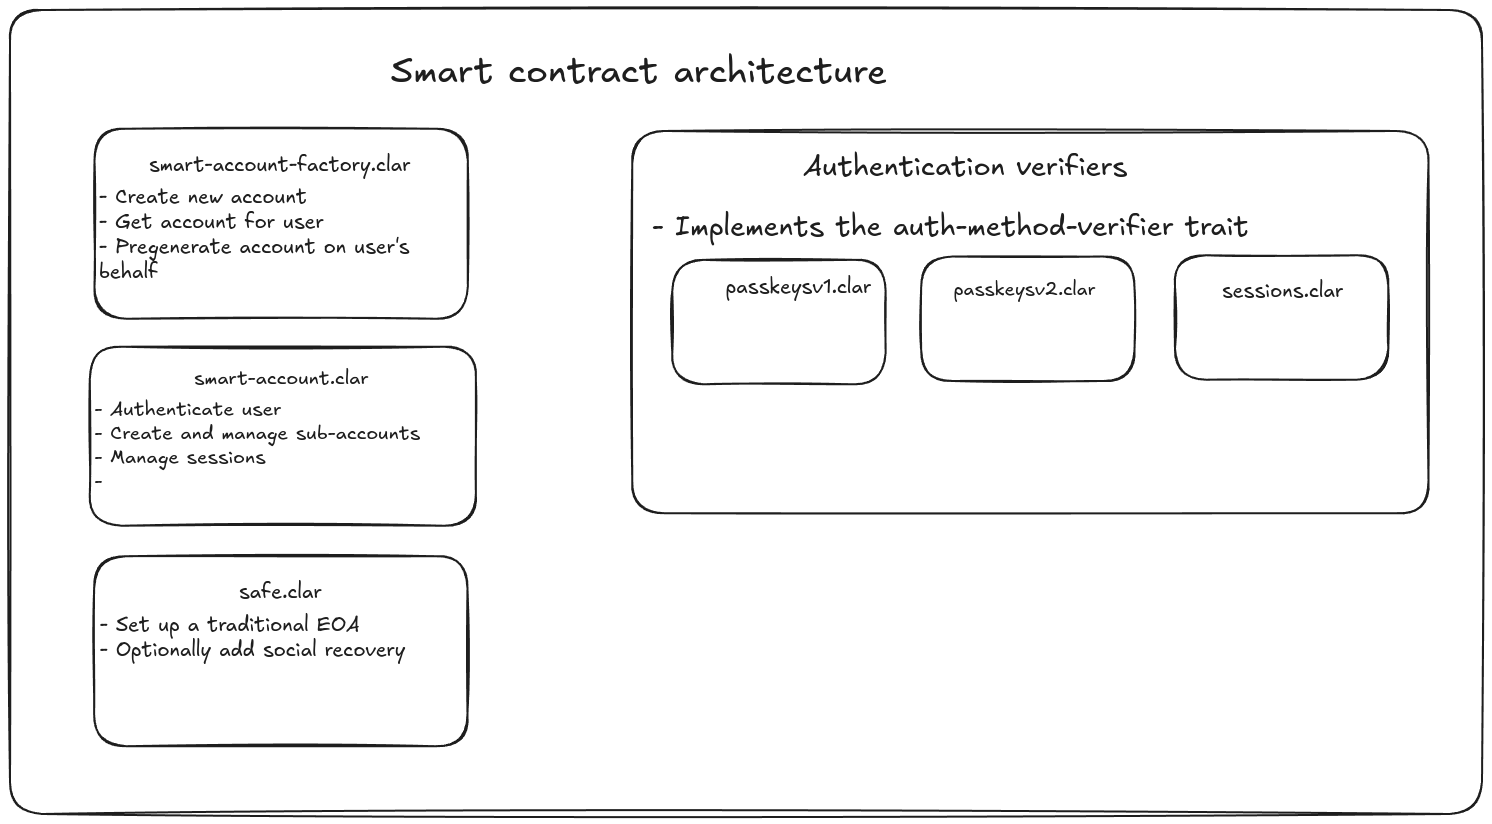 Smart contract architecture
smart-account-factory.clar
- Create new account
- Get account for user
- Pregenerate account on user's
behalf
smart-account.clar
- Authenticate user
- Create and manage sub-accounts
- Manage sessions
-
safe.clar
- Set up a traditional EOA
- Optionally add social recovery
Authentication verifiers
- Implements the auth-method-verifier trait
passkeysv1.clar
passkeysv2.clar
sessions.clar